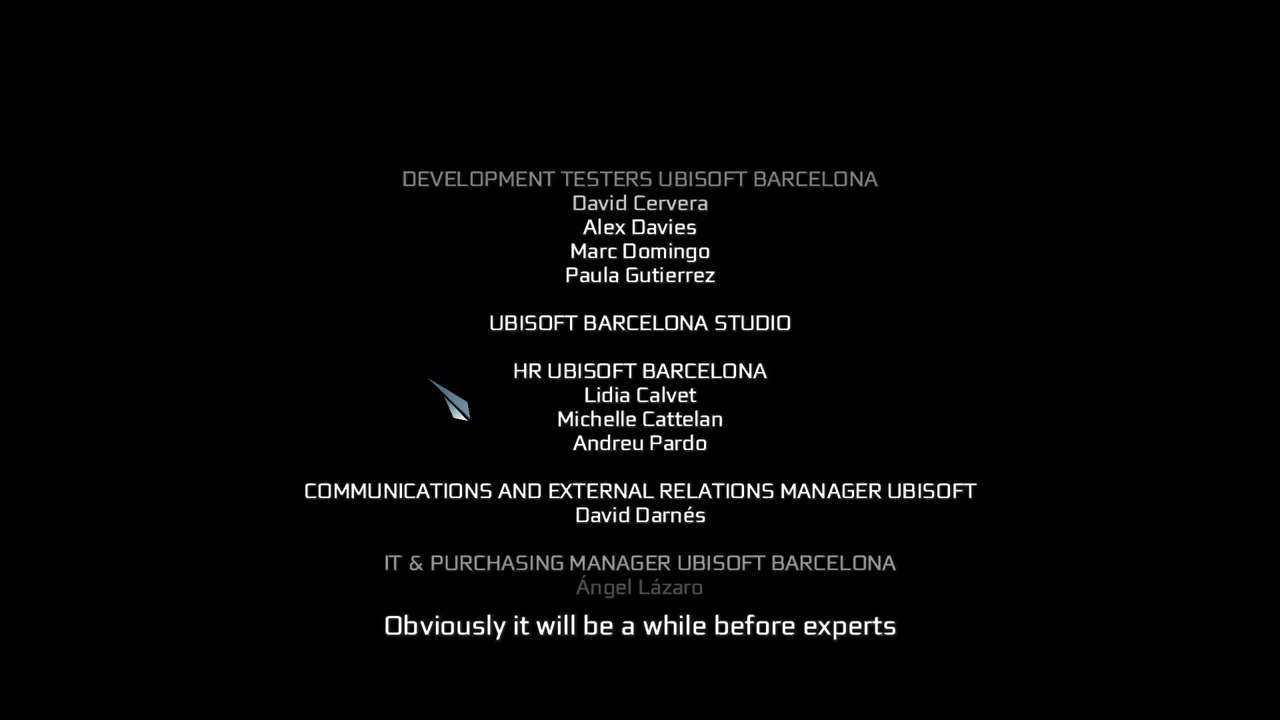 DEVELOPMENT TESTERS UBISOFT BARCELONA
David Cervera
Alex Davies
Marc Domingo
Paula Gutierrez
UBISOFT BARCELONA STUDIO
HR UBISOFT BARCELONA
Lidia Calvet
Michelle Cattelan
Andreu Pardo
COMMUNICATIONS AND EXTERNAL RELATIONS MANAGER UBISOFT
David Darnés
IT & PURCHASING MANAGER UBISOFT BARCELONA
Ángel Lázaro
Obviously it will be a while before experts